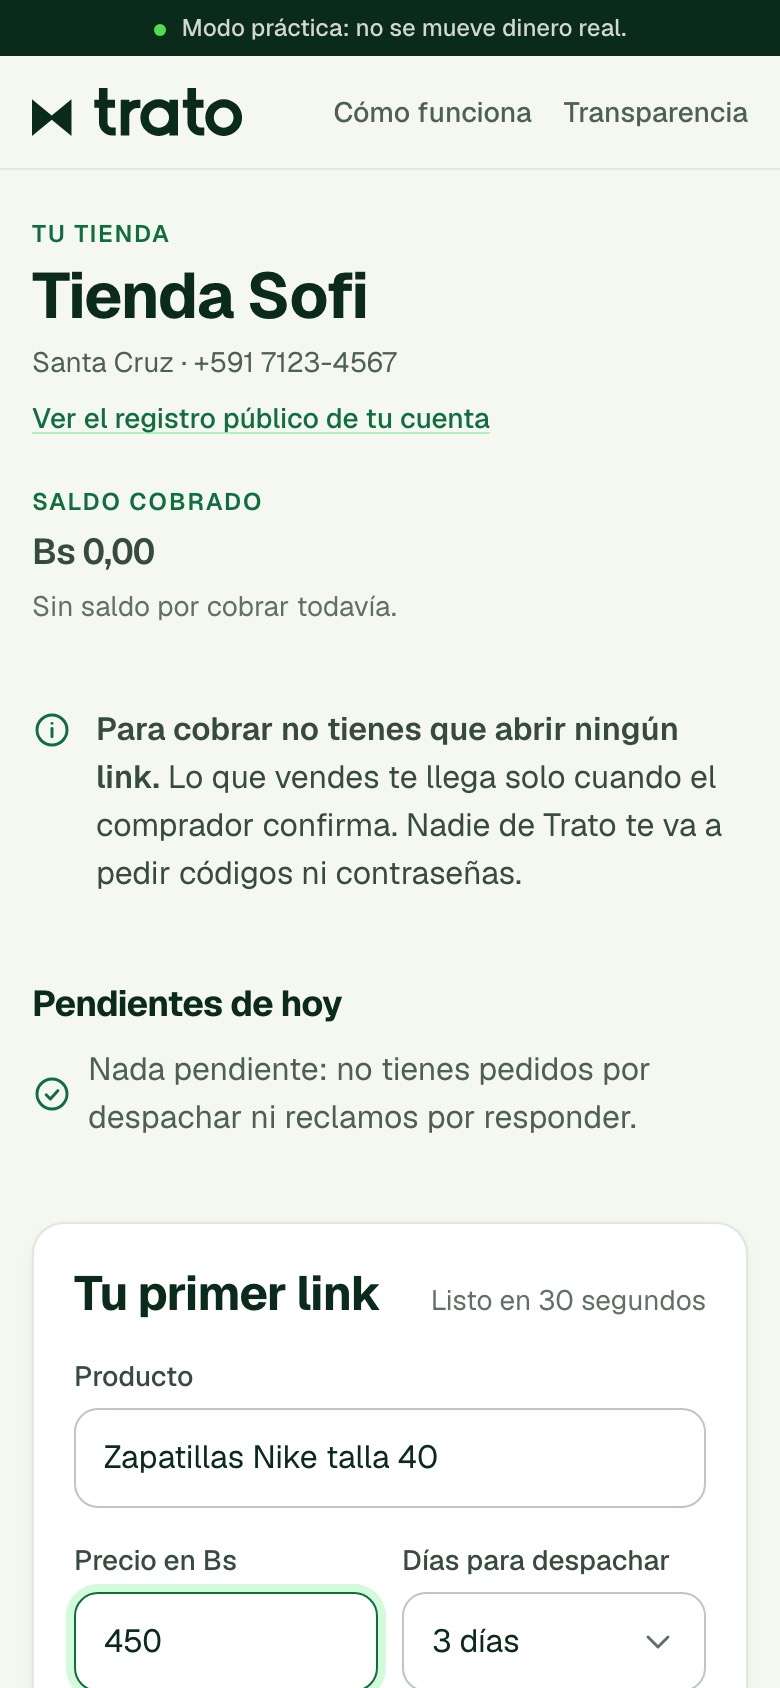 Modo práctica: no se mueve dinero real.
trato
Cómo funciona
Transparencia
TU TIENDA
Tienda Sofi
Santa Cruz · +591 7123-4567
Ver el registro público de tu cuenta
SALDO COBRADO
Bs 0,00
Sin saldo por cobrar todavía.
Para cobrar no tienes que abrir ningún
link. Lo que vendes te llega solo cuando el
comprador confirma. Nadie de Trato te va a
pedir códigos ni contraseñas.
Pendientes de hoy
Nada pendiente: no tienes pedidos por
despachar ni reclamos por responder.
Tu primer link
Listo en 30 segundos
Producto
Zapatillas Nike talla 40
Precio en Bs
Días para despachar
450
3 días